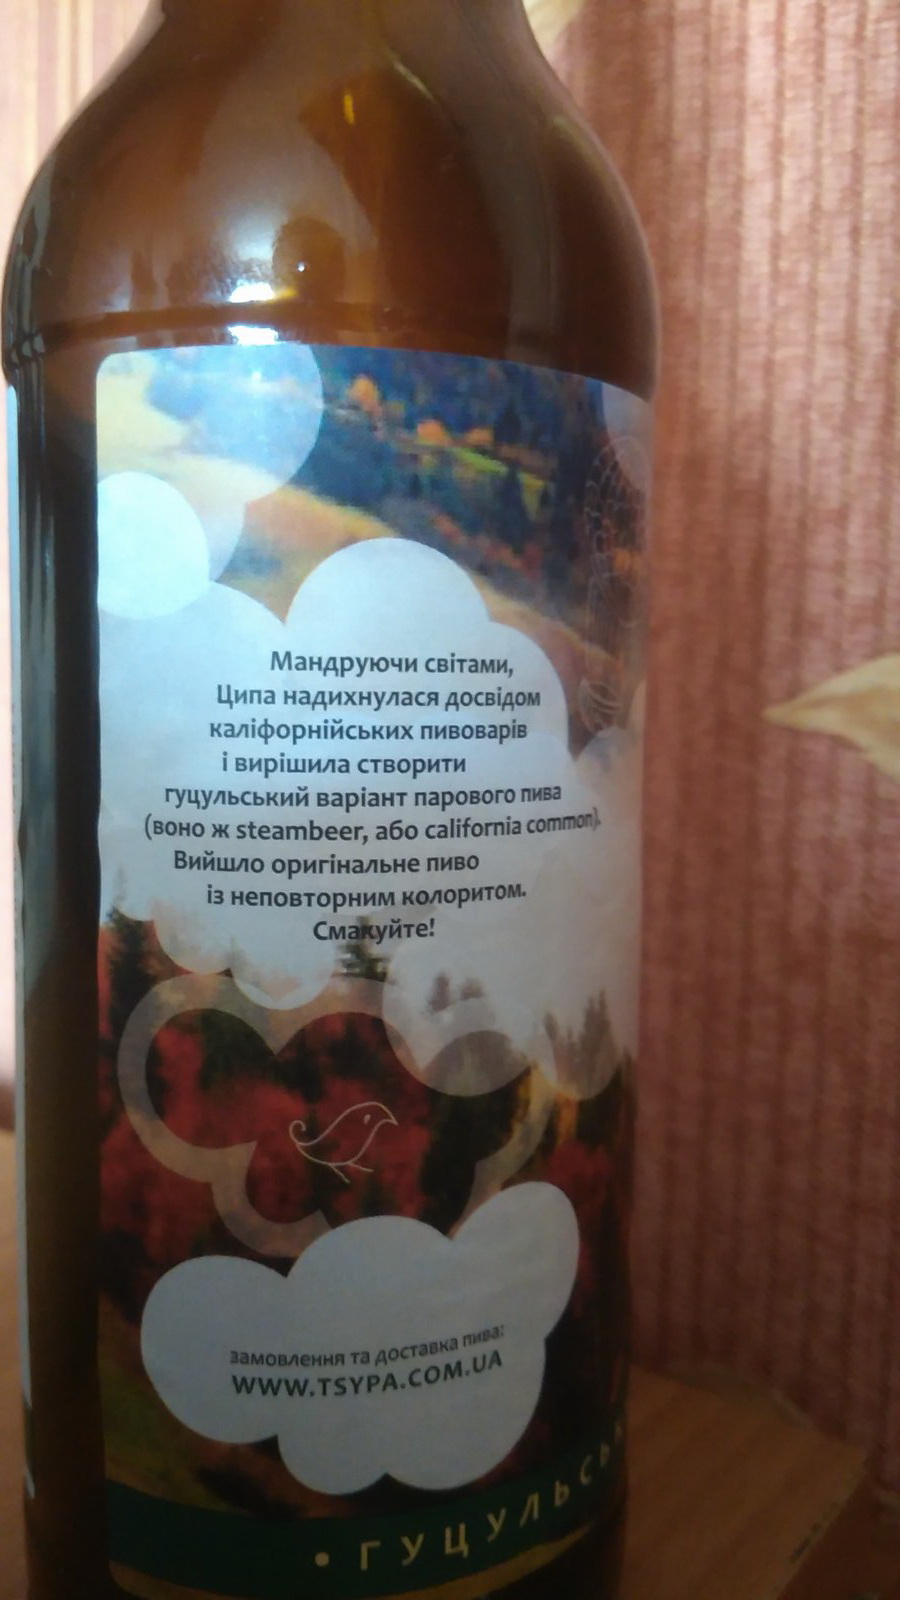 Мандруючи світами,
Ципа надихнулася досвідом
каліфорнійських пивоварів
і вирішила створити
гуцульський варіант парового пива
(воно ж steambeer, або california common).
Вийшло оригінальне пиво
із неповторним колоритом.
Смакуйте!
замовлення та доставка пива:
WWW.TSYPA.COM.UA